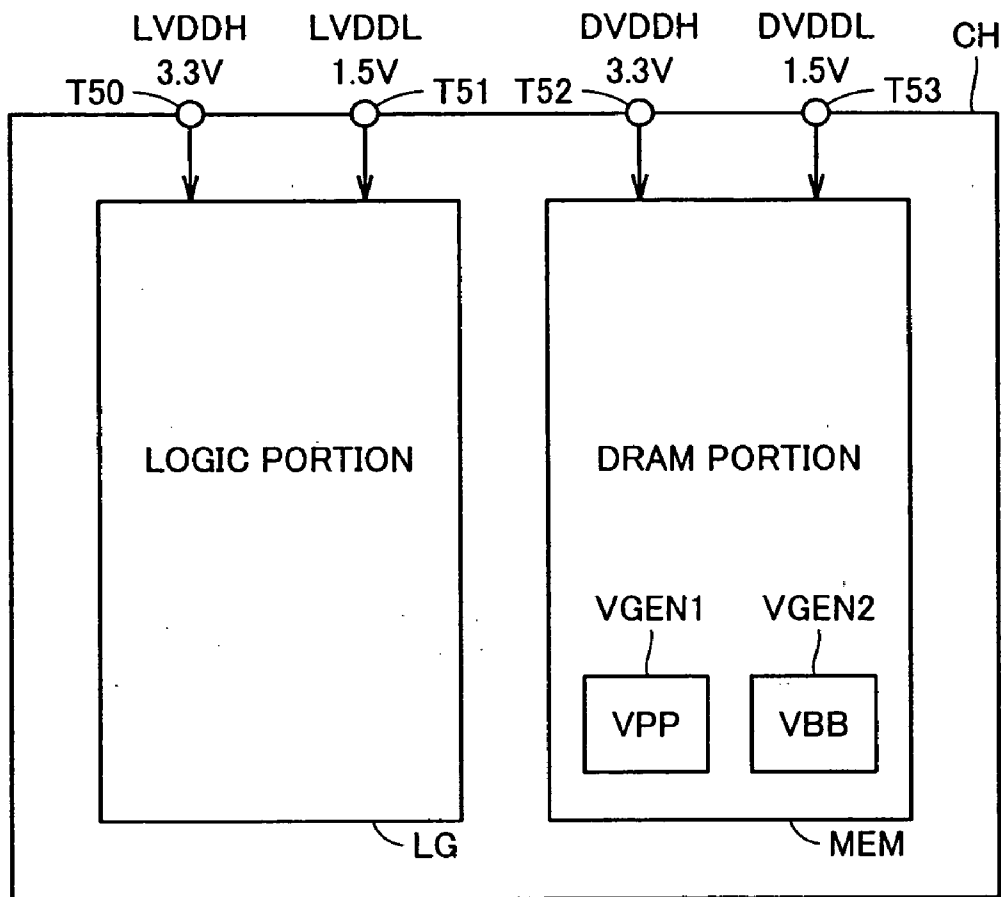 LVDDH LVDDL DVDDH DVDDL CH
3.3V 1.5V 3.3V 1.5V
T50 T51 T52 T53
LOGIC PORTION DRAM PORTION
VGEN1 VGEN2
VPP VBB
LG MEM